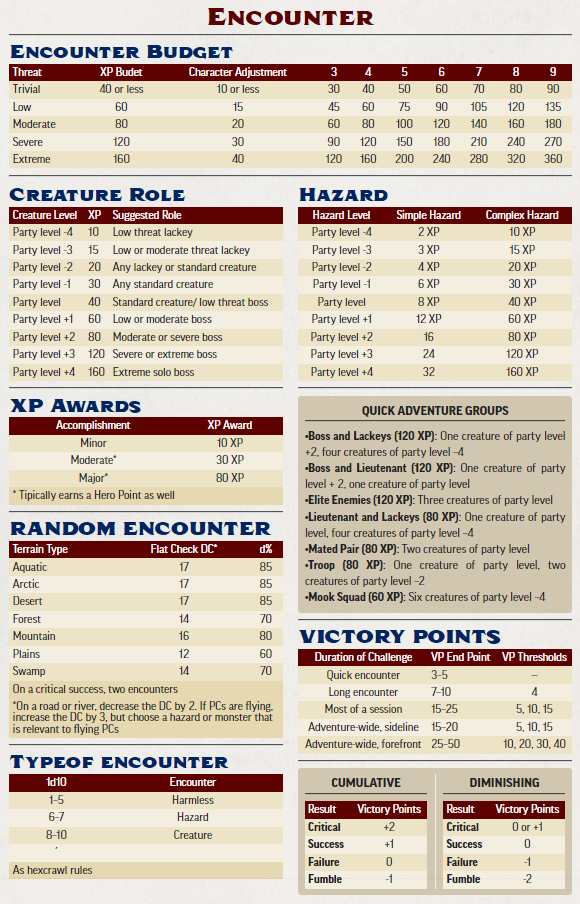 ENCOUNTER
ENCOUNTER BUDGET
Threat XP Budet Character Adjustment 3 4 5 6 7 8 9
Trivial 40 or less 10 or less 30 40 50 60 70 80 90
Low 60 15 45 60 75 90 105 120 135
Moderate 80 20 60 80 100 120 140 160 180
Severe 120 30 90 120 150 180 210 240 270
Extreme 160 40 120 160 200 240 280 320 360
CREATURE ROLE
Creature Level XP Suggested Role
Party level -4 10 Low threat lackey
Party level -3 15 Low or moderate threat lackey
Party level -2 20 Any lackey or standard creature
Party level -1 30 Any standard creature
Party level 40 Standard creature/ low threat boss
Party level +1 60 Low or moderate boss
Party level +2 80 Moderate or severe boss
Party level +3 120 Severe or extreme boss
Party level +4 160 Extreme solo boss
HAZARD
Hazard Level Simple Hazard Complex Hazard
Party level -4 2 XP 10 XP
Party level -3 3 XP 15 XP
Party level -2 4 XP 20 XP
Party level -1 6 XP 30 XP
Party level 8 XP 40 XP
Party level +1 12 XP 60 XP
Party level +2 16 80 XP
Party level +3 24 120 XP
Party level +4 32 160 XP
XP AWARDS
Accomplishment XP Award
Minor 10 XP
Moderate* 30 XP
Major* 80 XP
* Tipically earns a Hero Point as well
RANDOM ENCOUNTER
Terrain Type Flat Check DC* d%
Aquatic 17 85
Arctic 17 85
Desert 17 85
Forest 14 70
Mountain 16 80
Plains 12 60
Swamp 14 70
On a critical success, two encounters
*On a road or river, decrease the DC by 2. If PCs are flying,
increase the DC by 3, but choose a hazard or monster that
is relevant to flying PCs
TYPEOF ENCOUNTER
1d10 Encounter
1-5 Harmless
6-7 Hazard
8-10 Creature
As hexcrawl rules
QUICK ADVENTURE GROUPS
•Boss and Lackeys (120 XP): One creature of party level
+2, four creatures of party level –4
•Boss and Lieutenant (120 XP): One creature of party
level + 2, one creature of party level
•Elite Enemies (120 XP): Three creatures of party level
•Lieutenant and Lackeys (80 XP): One creature of party
level, four creatures of party level –4
•Mated Pair (80 XP): Two creatures of party level
•Troop (80 XP): One creature of party level, two
creatures of party level –2
•Mook Squad (60 XP): Six creatures of party level –4
VICTORY POINTS
Duration of Challenge VP End Point VP Thresholds
Quick encounter 3-5 –
Long encounter 7-10 4
Most of a session 15-25 5, 10, 15
Adventure-wide, sideline 15-20 5, 10, 15
Adventure-wide, forefront 25-50 10, 20, 30, 40
CUMULATIVE
Result Victory Points
Critical +2
Success +1
Failure 0
Fumble -1
DIMINISHING
Result Victory Points
Critical 0 or +1
Success 0
Failure -1
Fumble -2